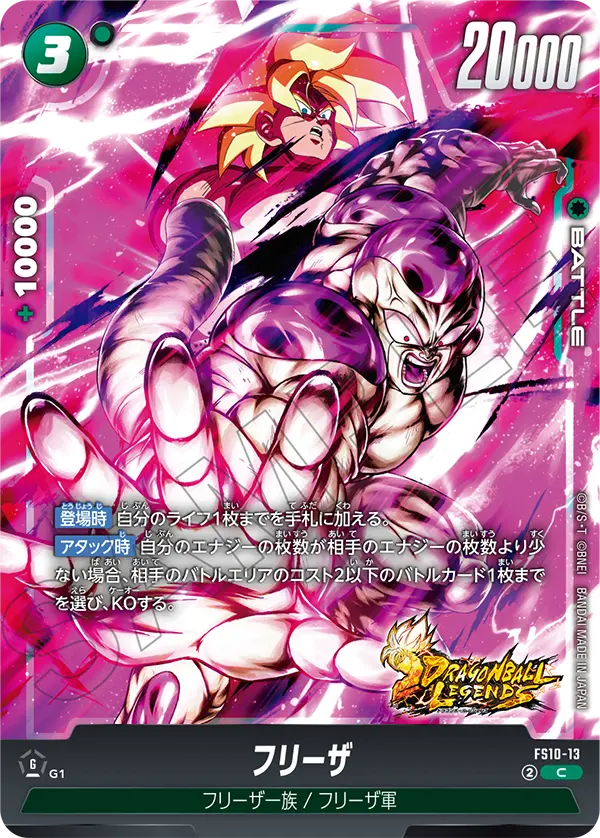 3
20000
+10000
BATTLE
SAMPLE
登場時 自分のライフ1枚までを手札に加える。
アタック時 自分のエナジーの枚数が相手のエナジーの枚数より少
ない場合、相手のバトルエリアのコスト2以下のバトルカード1枚まで
を選び、KOする。
©B/S・T ©BNEI BANDAI MADE IN JAPAN
DRAGONBALL
LEGENDS
フリーザ
FS10-13
G
G1
② C
フリーザ一族 / フリーザ軍